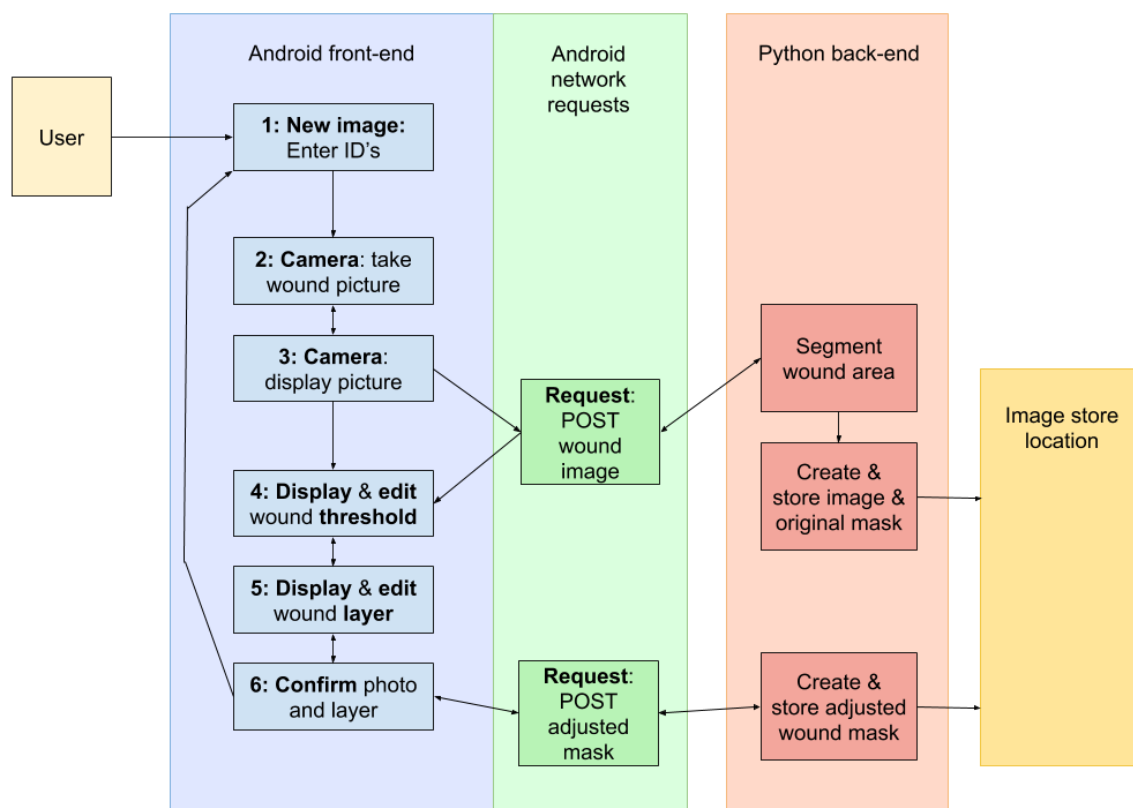 Android front-end
Android
network
requests
Python back-end
User
1: New image:
Enter ID's
2: Camera: take
wound picture
3: Camera:
display picture
Request:
POST
wound
image
Segment
wound area
Image store
location
4: Display & edit
wound threshold
Create &
store image &
original mask
5: Display & edit
wound layer
6: Confirm photo
and layer
Request:
POST
adjusted
mask
Create &
store adjusted
wound mask